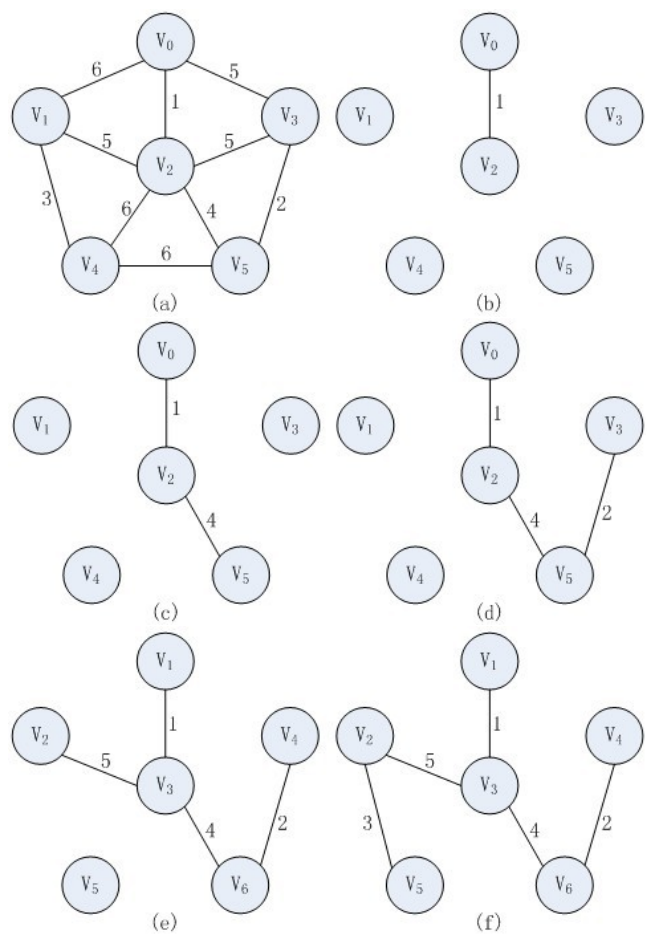 V₀
6 5
V₁ 1 V₃
5 5
V₂
3 6 4 2
V₄ 6 V₅
(a)
V₀
V₁ 1 V₃
V₂
V₄ V₅
(b)
V₀
V₁ 1 V₃
V₂
4
V₄ V₅
(c)
V₀
V₁ 1 V₃
V₂
4 2
V₄ V₅
(d)
V₁
V₂ 1 V₄
5 V₃
4 2
V₅ V₆
(e)
V₁
V₂ 1 V₄
5 V₃
3 4 2
V₅ V₆
(f)